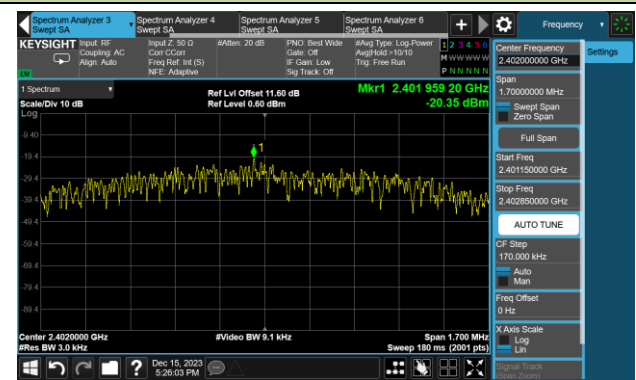 Spectrum Analyzer 3
Swept SA
Spectrum Analyzer 4
Swept SA
Spectrum Analyzer 5
Swept SA
Spectrum Analyzer 6
Swept SA
Frequency
KEYSIGHT
Input: RF
Coupling: AC
Align: Auto
Input Z: 50 Ω
Corr CCorr
Freq Ref: Int (S)
NFE: Adaptive
#Atten: 20 dB
PNO: Best Wide
Gate: Off
IF Gain: Low
Sig Track: Off
#Avg Type: Log-Power
Avg|Hold:>10/10
Trig: Free Run
1 2 3 4 5 6
M W W W W W
P N N N N N
1 Spectrum
Scale/Div 10 dB
Log
Ref Lvl Offset 11.60 dB
Ref Level 0.60 dBm
Mkr1 2.401 959 20 GHz
-20.35 dBm
1
-9.40
-19.4
-29.4
-39.4
-49.4
-59.4
-69.4
-79.4
-89.4
Center 2.4020 GHz
#Res BW 3.0 kHz
#Video BW 9.1 kHz
Span 1.700 MHz
Sweep 180 ms (2001 pts)
Dec 15, 2023
5:26:03 PM
Center Frequency
2.402000000 GHz
Span
1.70000000 MHz
Swept Span
Zero Span
Full Span
Start Freq
2.401150000 GHz
Stop Freq
2.402850000 GHz
AUTO TUNE
CF Step
170.000 kHz
Auto
Man
Freq Offset
0 Hz
X Axis Scale
Log
Lin
Signal Track
(Span Zoom)
Settings